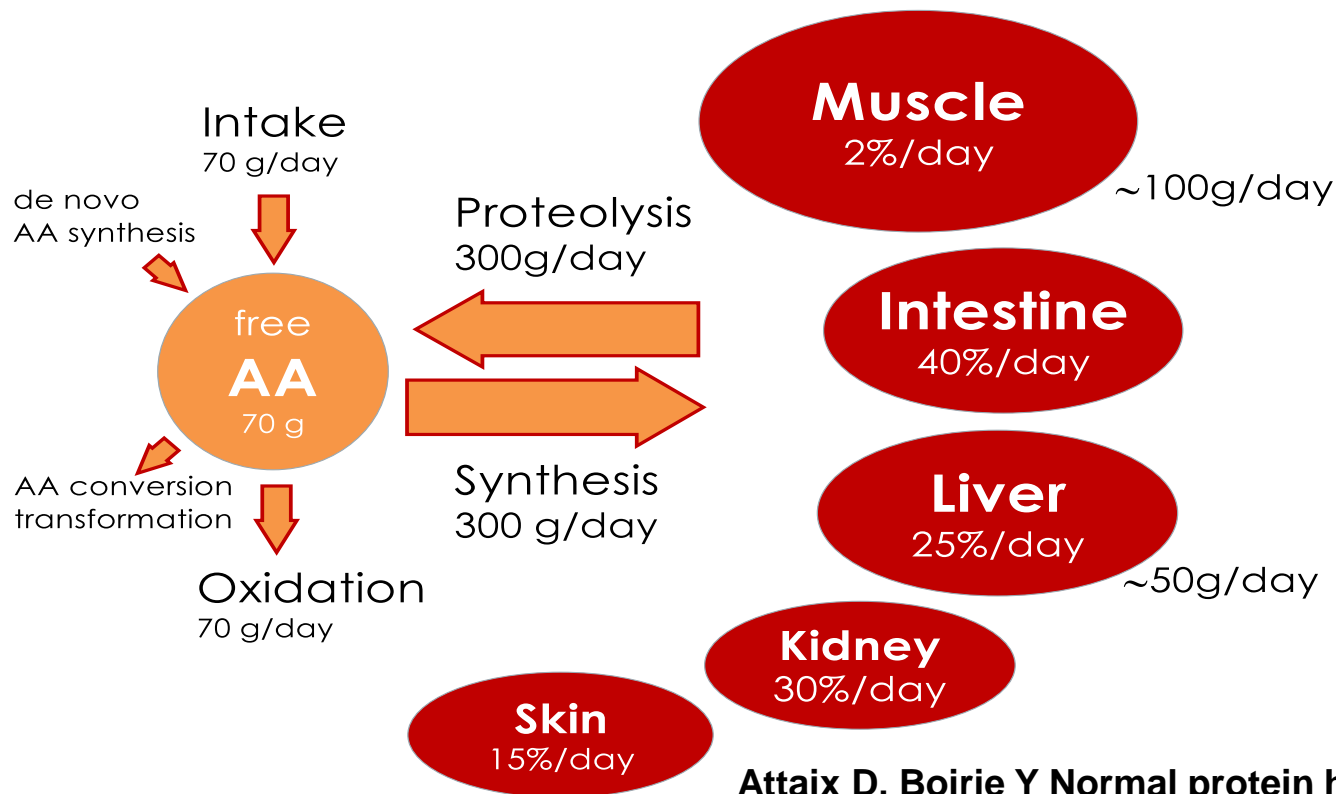 Intake
70 g/day
de novo
AA synthesis
free
AA
70 g
AA conversion
transformation
Oxidation
70 g/day
Proteolysis
300g/day
Synthesis
300 g/day
Muscle
2%/day
~100g/day
Intestine
40%/day
Liver
25%/day
~50g/day
Kidney
30%/day
Skin
15%/day
Attaix D, Boirie Y Normal protein h